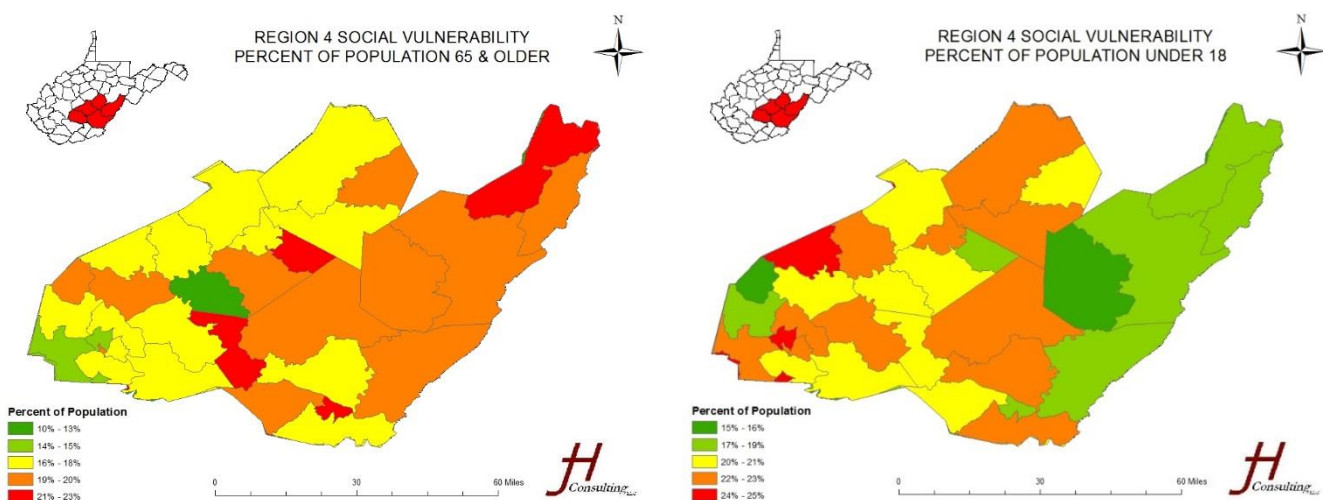 REGION 4 SOCIAL VULNERABILITY
PERCENT OF POPULATION 65 & OLDER
N
Percent of Population
10% - 13%
14% - 15%
16% - 18%
19% - 20%
21% - 23%
0 30 60 Miles
JH
Consulting
REGION 4 SOCIAL VULNERABILITY
PERCENT OF POPULATION UNDER 18
N
Percent of Population
15% - 16%
17% - 19%
20% - 21%
22% - 23%
24% - 25%
0 30 60 Miles
JH
Consulting